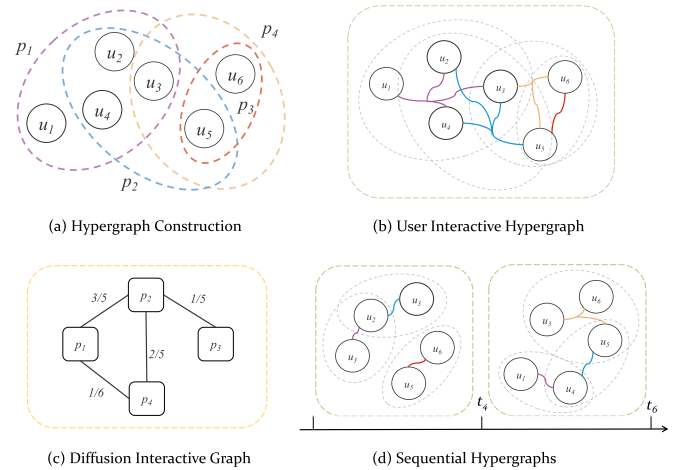 p1
u2
p4
u3
u6
p3
u4
u1
u5
p2
(a) Hypergraph Construction
u2
u1
u3
u6
u4
u5
(b) User Interactive Hypergraph
3/5
p2
1/5
p1
p3
2/5
1/6
p4
(c) Diffusion Interactive Graph
u3
u2
u3
u6
u5
t4
u6
u3
u5
u1
u4
t6
(d) Sequential Hypergraphs